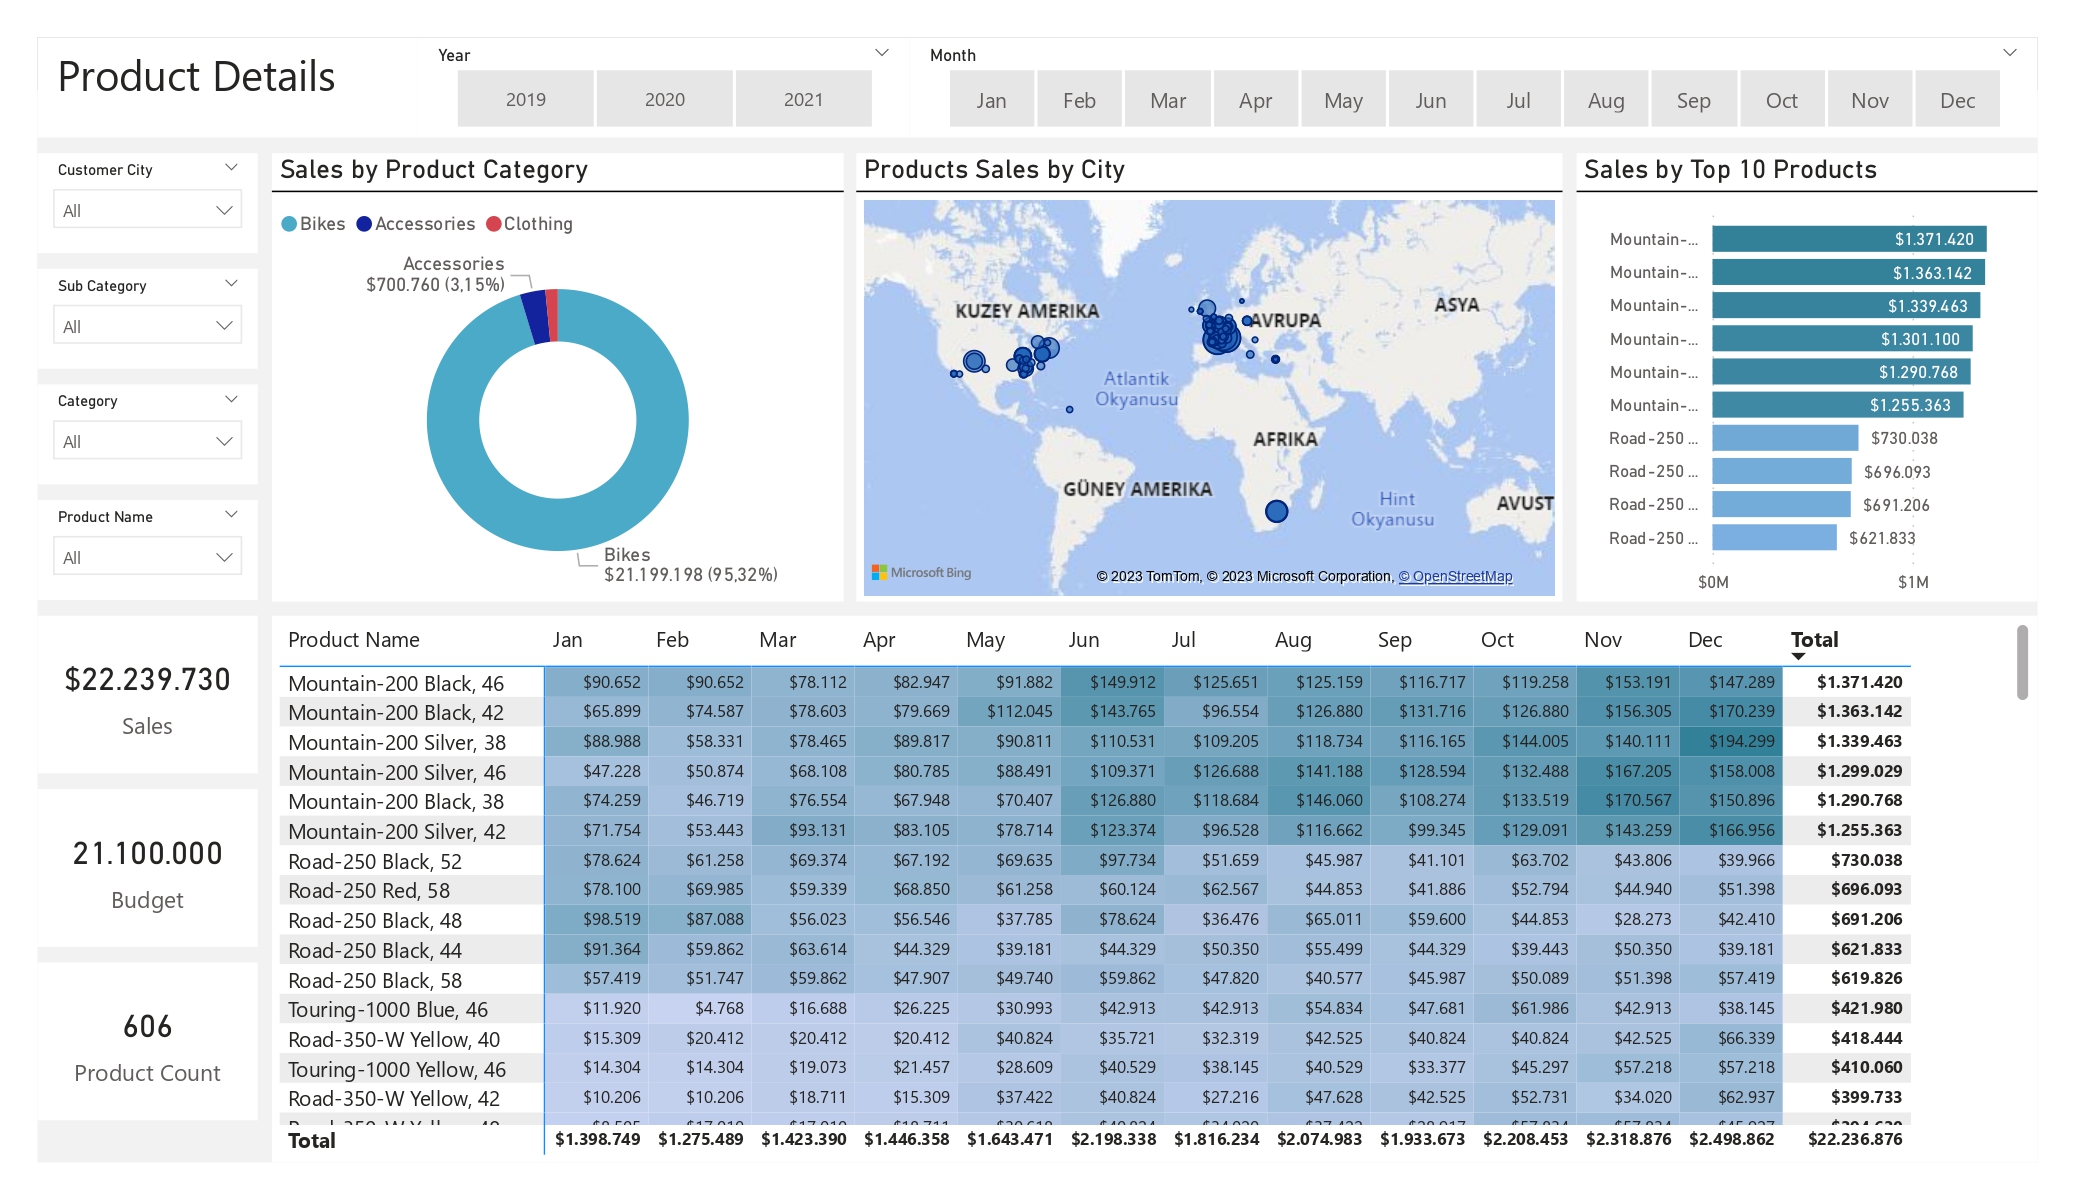 Product Details
Year
2019 2020 2021
Month
Jan Feb Mar Apr May Jun Jul Aug Sep Oct Nov Dec
Customer City
All
Sub Category
All
Category
All
Product Name
All
$22.239.730
Sales
21.100.000
Budget
606
Product Count
Sales by Product Category
Bikes Accessories Clothing
Accessories
$700.760 (3,15%)
Bikes
$21.199.198 (95,32%)
Products Sales by City
KUZEY AMERIKA
AVRUPA
ASYA
Atlantik
Okyanusu
AFRIKA
GÜNEY AMERIKA
Hint
Okyanusu
AVUST
Microsoft Bing
© 2023 TomTom, © 2023 Microsoft Corporation, © OpenStreetMap
Sales by Top 10 Products
Mountain-... $1.371.420
Mountain-... $1.363.142
Mountain-... $1.339.463
Mountain-... $1.301.100
Mountain-... $1.290.768
Mountain-... $1.255.363
Road-250 ... $730.038
Road-250 ... $696.093
Road-250 ... $691.206
Road-250 ... $621.833
$0M $1M
Product Name Jan Feb Mar Apr May Jun Jul Aug Sep Oct Nov Dec Total
Mountain-200 Black, 46 $90.652 $90.652 $78.112 $82.947 $91.882 $149.912 $125.651 $125.159 $116.717 $119.258 $153.191 $147.289 $1.371.420
Mountain-200 Black, 42 $65.899 $74.587 $78.603 $79.669 $112.045 $143.765 $96.554 $126.880 $131.716 $126.880 $156.305 $170.239 $1.363.142
Mountain-200 Silver, 38 $88.988 $58.331 $78.465 $89.817 $90.811 $110.531 $109.205 $118.734 $116.165 $144.005 $140.111 $194.299 $1.339.463
Mountain-200 Silver, 46 $47.228 $50.874 $68.108 $80.785 $88.491 $109.371 $126.688 $141.188 $128.594 $132.488 $167.205 $158.008 $1.299.029
Mountain-200 Black, 38 $74.259 $46.719 $76.554 $67.948 $70.407 $126.880 $118.684 $146.060 $108.274 $133.519 $170.567 $150.896 $1.290.768
Mountain-200 Silver, 42 $71.754 $53.443 $93.131 $83.105 $78.714 $123.374 $96.528 $116.662 $99.345 $129.091 $143.259 $166.956 $1.255.363
Road-250 Black, 52 $78.624 $61.258 $69.374 $67.192 $69.635 $97.734 $51.659 $45.987 $41.101 $63.702 $43.806 $39.966 $730.038
Road-250 Red, 58 $78.100 $69.985 $59.339 $68.850 $61.258 $60.124 $62.567 $44.853 $41.886 $52.794 $44.940 $51.398 $696.093
Road-250 Black, 48 $98.519 $87.088 $56.023 $56.546 $37.785 $78.624 $36.476 $65.011 $59.600 $44.853 $28.273 $42.410 $691.206
Road-250 Black, 44 $91.364 $59.862 $63.614 $44.329 $39.181 $44.329 $50.350 $55.499 $44.329 $39.443 $50.350 $39.181 $621.833
Road-250 Black, 58 $57.419 $51.747 $59.862 $47.907 $49.740 $59.862 $47.820 $40.577 $45.987 $50.089 $51.398 $57.419 $619.826
Touring-1000 Blue, 46 $11.920 $4.768 $16.688 $26.225 $30.993 $42.913 $42.913 $54.834 $47.681 $61.986 $42.913 $38.145 $421.980
Road-350-W Yellow, 40 $15.309 $20.412 $20.412 $20.412 $40.824 $35.721 $32.319 $42.525 $40.824 $40.824 $42.525 $66.339 $418.444
Touring-1000 Yellow, 46 $14.304 $14.304 $19.073 $21.457 $28.609 $40.529 $38.145 $40.529 $33.377 $45.297 $57.218 $57.218 $410.060
Road-350-W Yellow, 42 $10.206 $10.206 $18.711 $15.309 $37.422 $40.824 $27.216 $47.628 $42.525 $52.731 $34.020 $62.937 $399.733
Total $1.398.749 $1.275.489 $1.423.390 $1.446.358 $1.643.471 $2.198.338 $1.816.234 $2.074.983 $1.933.673 $2.208.453 $2.318.876 $2.498.862 $22.236.876